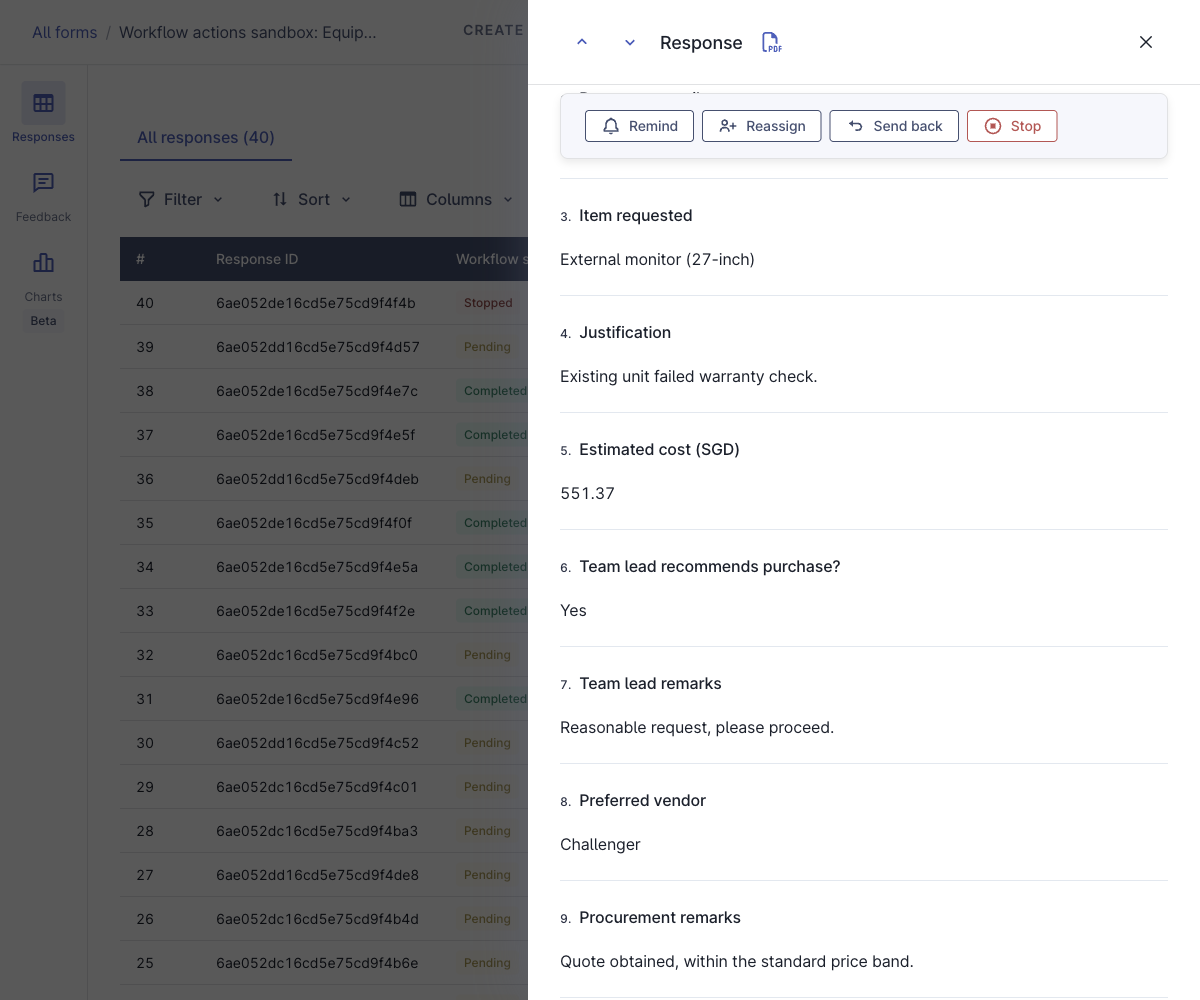 All forms / Workflow actions sandbox: Equip...
CREATE
Responses
Feedback
Charts
Beta
All responses (40)
Filter Sort Columns
# Response ID Workflow s
40 6ae052de16cd5e75cd9f4f4b Stopped
39 6ae052dd16cd5e75cd9f4d57 Pending
38 6ae052de16cd5e75cd9f4e7c Completed
37 6ae052de16cd5e75cd9f4e5f Completed
36 6ae052dd16cd5e75cd9f4deb Pending
35 6ae052de16cd5e75cd9f4f0f Completed
34 6ae052de16cd5e75cd9f4e5a Completed
33 6ae052de16cd5e75cd9f4f2e Completed
32 6ae052dc16cd5e75cd9f4bc0 Pending
31 6ae052de16cd5e75cd9f4e96 Completed
30 6ae052dd16cd5e75cd9f4c52 Pending
29 6ae052dc16cd5e75cd9f4c01 Pending
28 6ae052dc16cd5e75cd9f4ba3 Pending
27 6ae052dd16cd5e75cd9f4de8 Pending
26 6ae052dc16cd5e75cd9f4b4d Pending
25 6ae052dc16cd5e75cd9f4b6e Pending
Response PDF
Remind Reassign Send back Stop
3. Item requested
External monitor (27-inch)
4. Justification
Existing unit failed warranty check.
5. Estimated cost (SGD)
551.37
6. Team lead recommends purchase?
Yes
7. Team lead remarks
Reasonable request, please proceed.
8. Preferred vendor
Challenger
9. Procurement remarks
Quote obtained, within the standard price band.